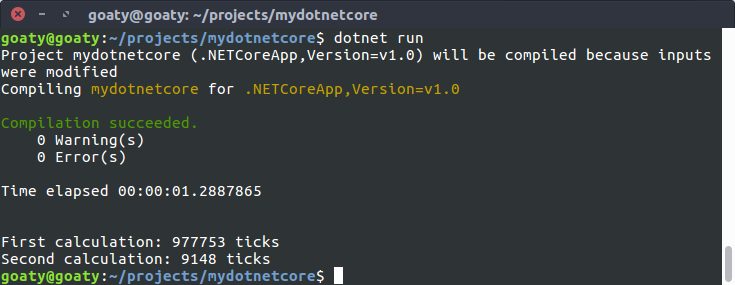 goaty@goaty: ~/projects/mydotnetcore
goaty@goaty:~/projects/mydotnetcore$ dotnet run
Project mydotnetcore (.NETCoreApp,Version=v1.0) will be compiled because inputs
were modified
Compiling mydotnetcore for .NETCoreApp,Version=v1.0
Compilation succeeded.
0 Warning(s)
0 Error(s)
Time elapsed 00:00:01.2887865
First calculation: 977753 ticks
Second calculation: 9148 ticks
goaty@goaty:~/projects/mydotnetcore$